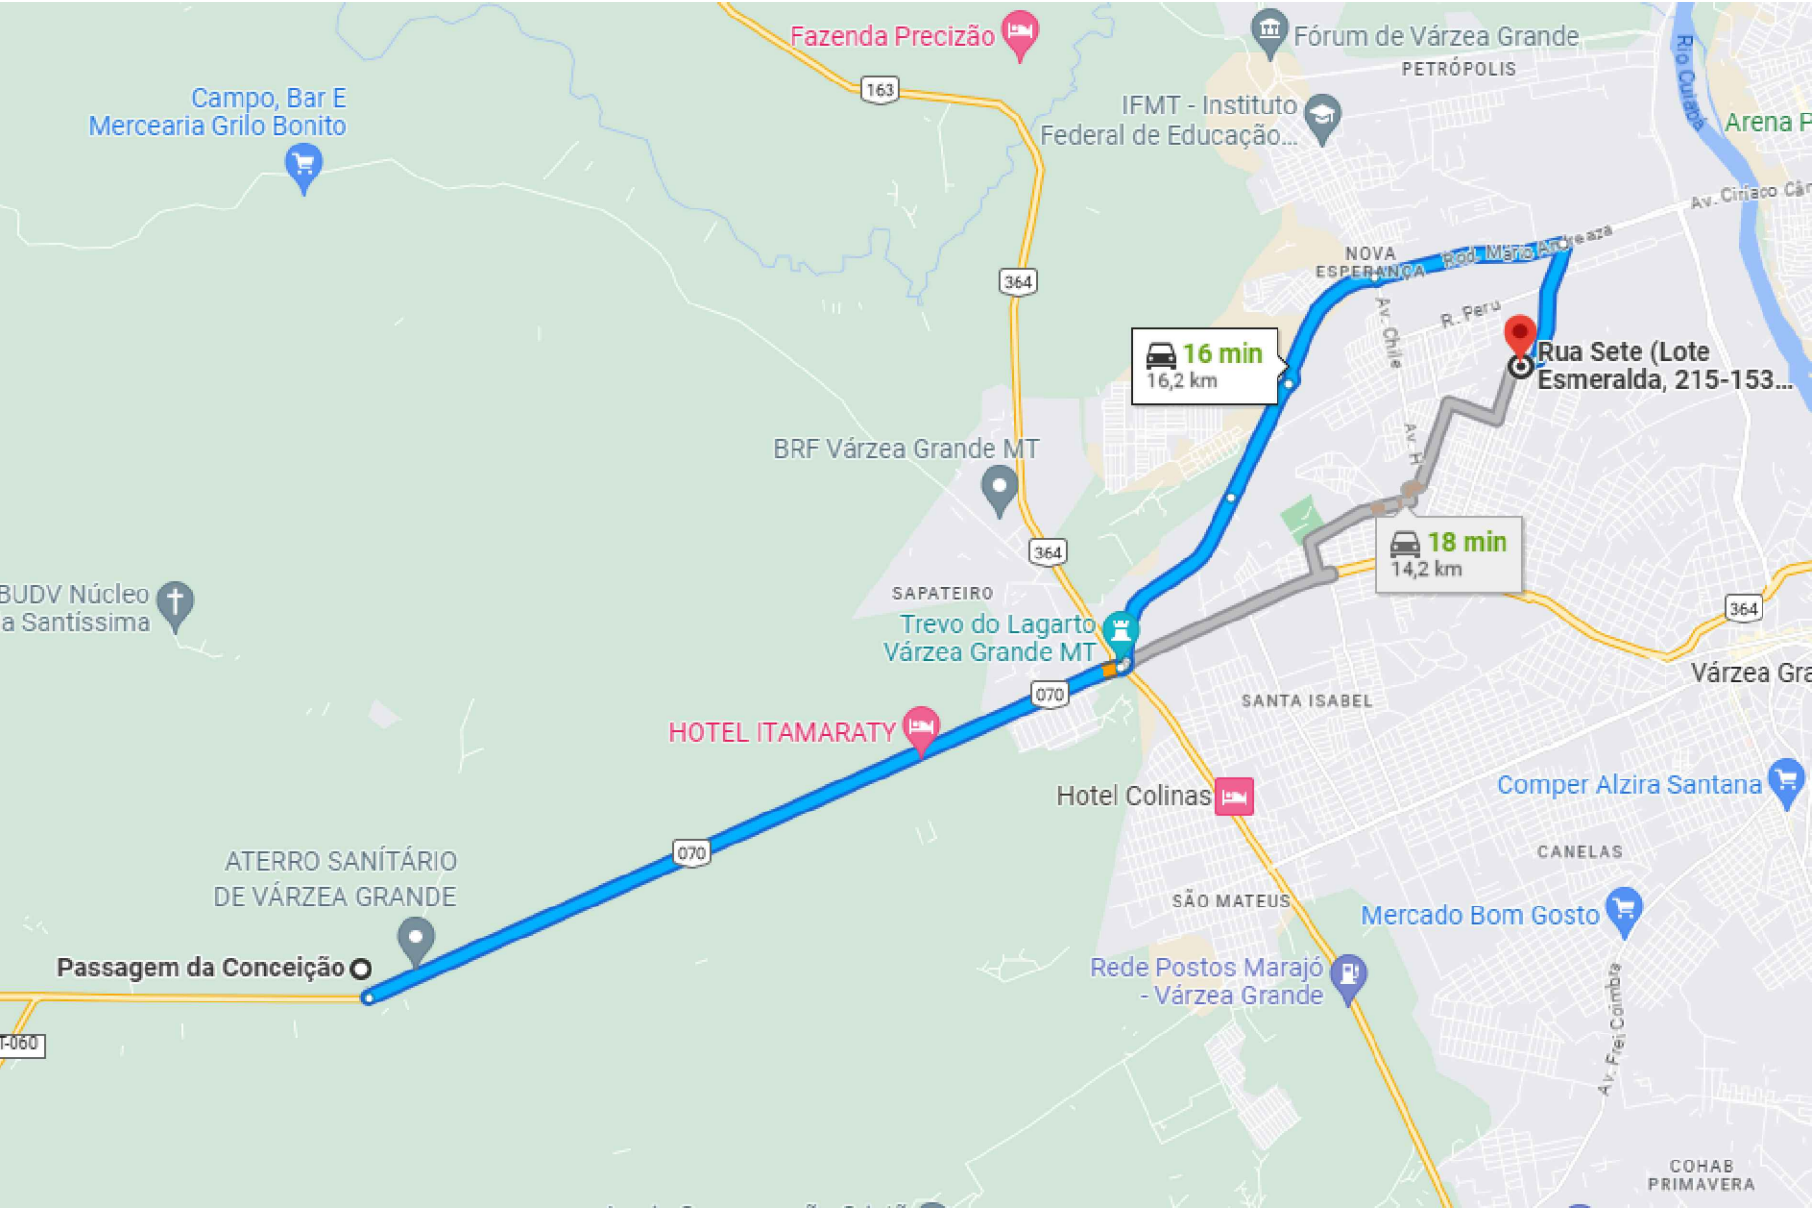 Fazenda Precizão
163
Fórum de Várzea Grande
PETRÓPOLIS
Rio Cuiabá
Campo, Bar E
Mercearia Grilo Bonito
IFMT - Instituto
Federal de Educação...
Arena P
Av. Ciríaco Cân
364
NOVA
ESPERANÇA
Rod. Mario Andreaza
R. Peru
Av. Chile
16 min
16,2 km
Rua Sete (Lote
Esmeralda, 215-153...
Av. H
BRF Várzea Grande MT
364
18 min
14,2 km
BUDV Núcleo
a Santíssima
SAPATEIRO
Trevo do Lagarto
Várzea Grande MT
364
Várzea Gra
070
SANTA ISABEL
HOTEL ITAMARATY
Hotel Colinas
Comper Alzira Santana
070
CANELAS
ATERRO SANÍTÁRIO
DE VÁRZEA GRANDE
SÃO MATEUS
Mercado Bom Gosto
Passagem da Conceição
Rede Postos Marajó
- Várzea Grande
T-060
Av. Frei Coimbra
COHAB
PRIMAVERA